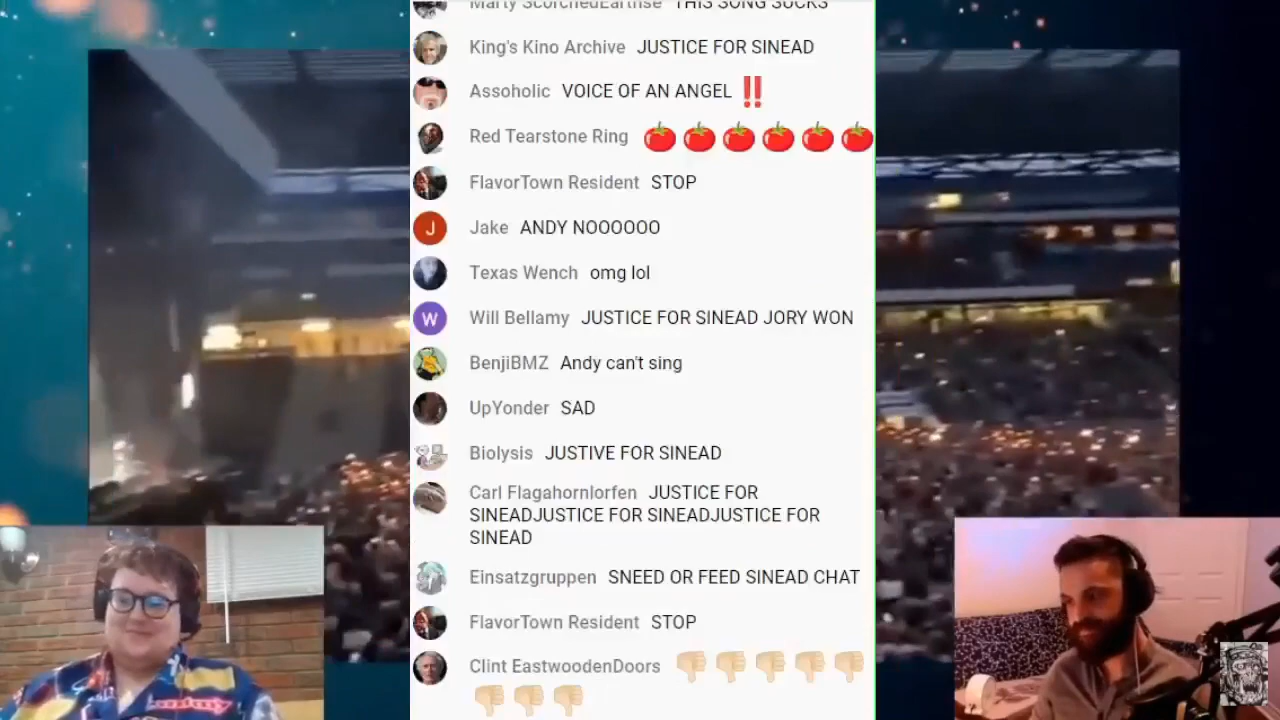 Marty ScorchedEarthse THIS SONG SUCKS
King's Kino Archive JUSTICE FOR SINEAD
Assoholic VOICE OF AN ANGEL ‼️
Red Tearstone Ring 🍅🍅🍅🍅🍅🍅
FlavorTown Resident STOP
Jake ANDY NOOOOOO
Texas Wench omg lol
W Will Bellamy JUSTICE FOR SINEAD JORY WON
BenjiBMZ Andy can't sing
UpYonder SAD
Biolysis JUSTIVE FOR SINEAD
Carl Flagahornlorfen JUSTICE FOR
SINEADJUSTICE FOR SINEADJUSTICE FOR
SINEAD
Einsatzgruppen SNEED OR FEED SINEAD CHAT
FlavorTown Resident STOP
Clint EastwoodenDoors 👎🏼👎🏼👎🏼👎🏼👎🏼
👎🏼👎🏼👎🏼